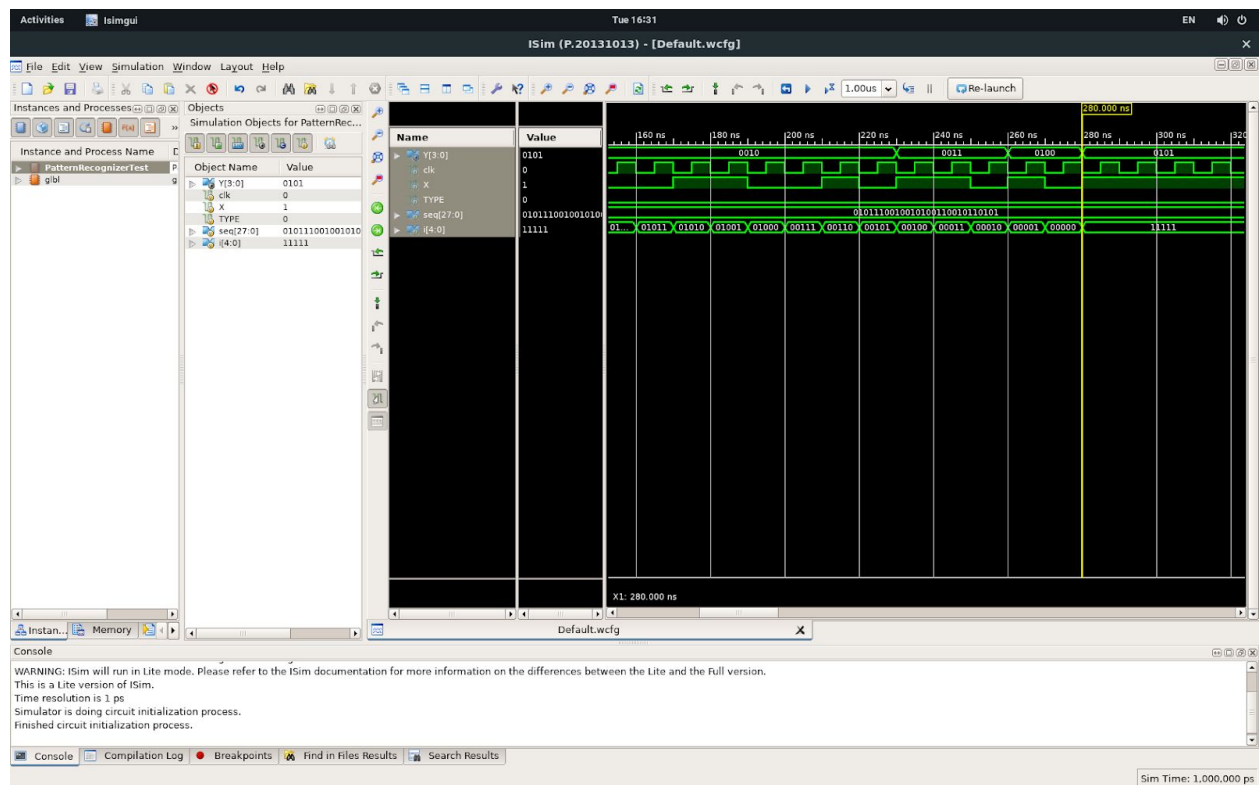 Activities Isimgui Tue 16:31 EN
ISim (P.20131013) - [Default.wcfg]
File Edit View Simulation Window Layout Help
1.00us Re-launch
Instances and Processes
Instance and Process Name
PatternRecognizerTest P
glbl g
Objects
Simulation Objects for PatternRec...
Object Name Value
Y[3:0] 0101
clk 0
X 1
TYPE 0
seq[27:0] 010111001001010
i[4:0] 11111
Name Value
Y[3:0] 0101
clk 0
X 1
TYPE 0
seq[27:0] 0101110010010100
i[4:0] 11111
280.000 ns
160 ns 180 ns 200 ns 220 ns 240 ns 260 ns 280 ns 300 ns 320
0010 0011 0100 0101
0101110010010100110010110101
01... 01011 01010 01001 01000 00111 00110 00101 00100 00011 00010 00001 00000 11111
X1: 280.000 ns
Instan... Memory
Default.wcfg
Console
WARNING: ISim will run in Lite mode. Please refer to the ISim documentation for more information on the differences between the Lite and the Full version.
This is a Lite version of ISim.
Time resolution is 1 ps
Simulator is doing circuit initialization process.
Finished circuit initialization process.
Console Compilation Log Breakpoints Find in Files Results Search Results
Sim Time: 1,000,000 ps